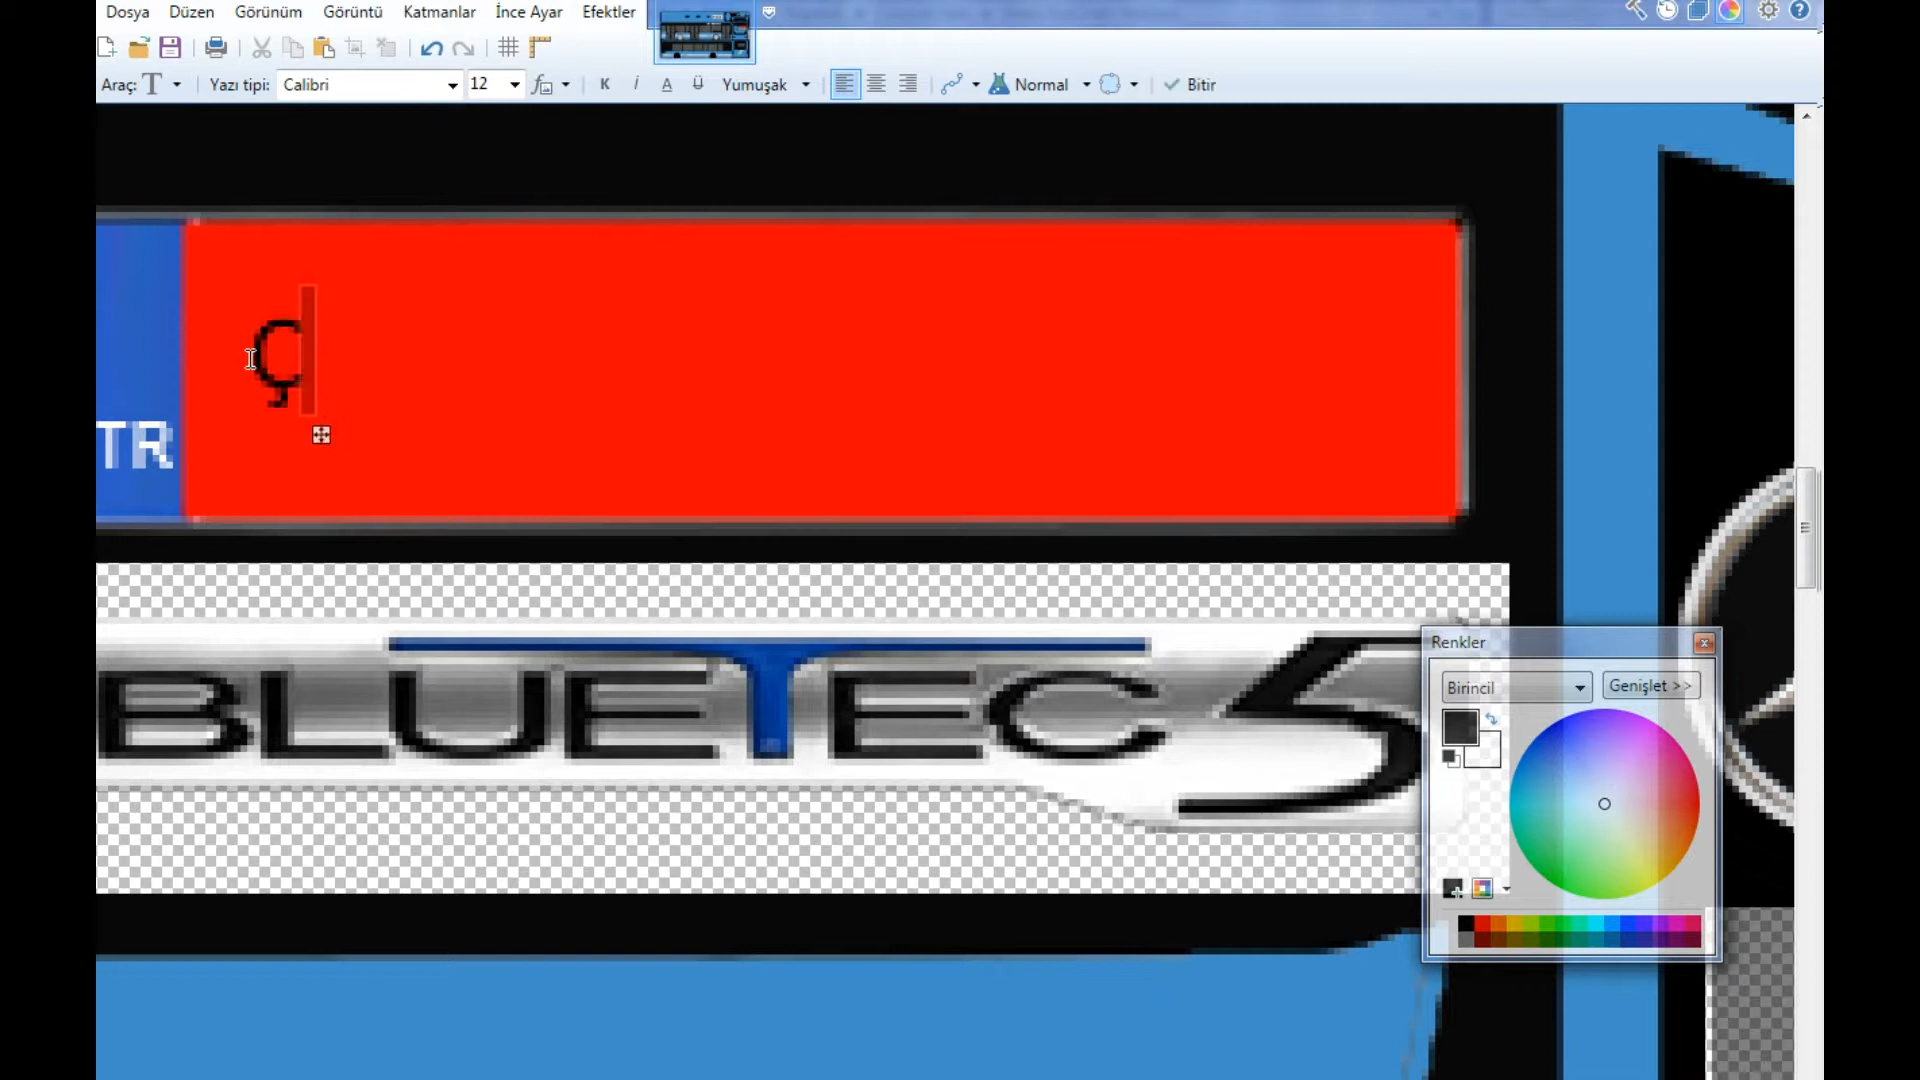 Dosya Düzen Görünüm Görüntü Katmanlar İnce Ayar Efektler
Araç: Yazı tipi: Calibri 12 K i A Ü Yumuşak Normal Bitir
Ç
TR
BLUETEC5
Renkler
Birincil Genişlet >>